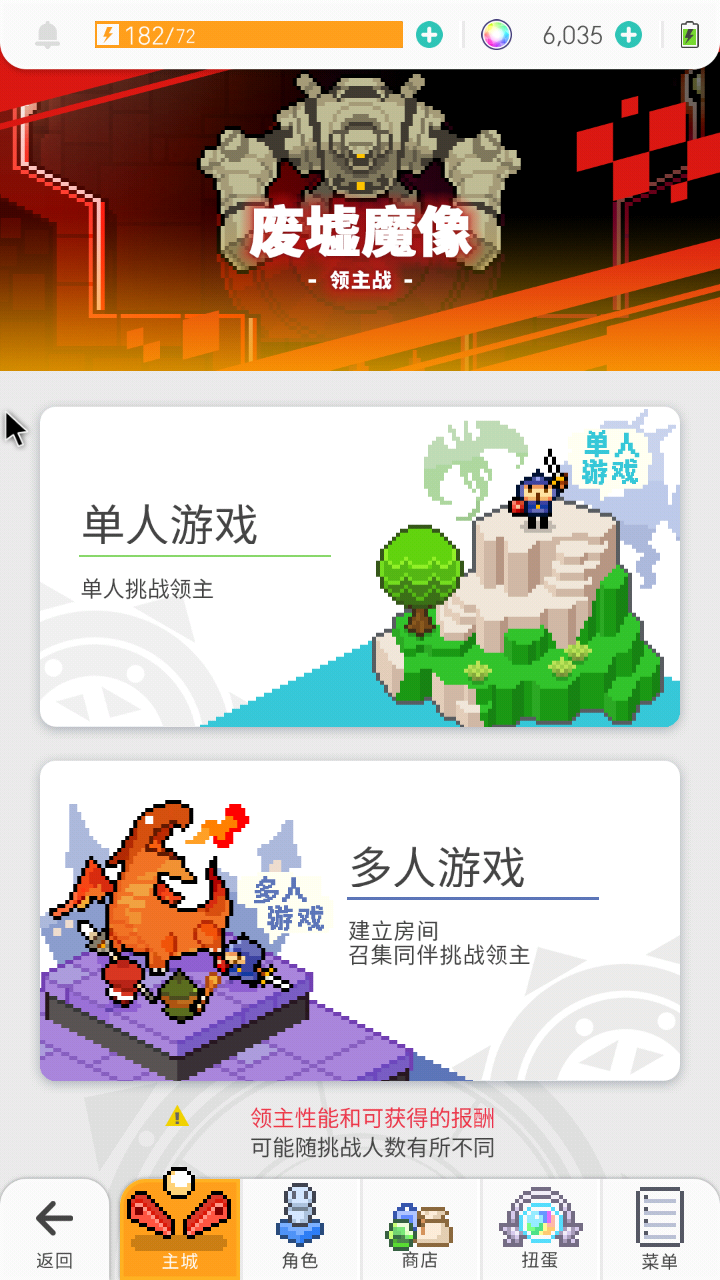 182/72
6,035
废墟魔像
- 领主战 -
单人
游戏
单人游戏
单人挑战领主
多人游戏
多人
游戏
建立房间
召集同伴挑战领主
领主性能和可获得的报酬
可能随挑战人数有所不同
返回
主城
角色
商店
扭蛋
菜单